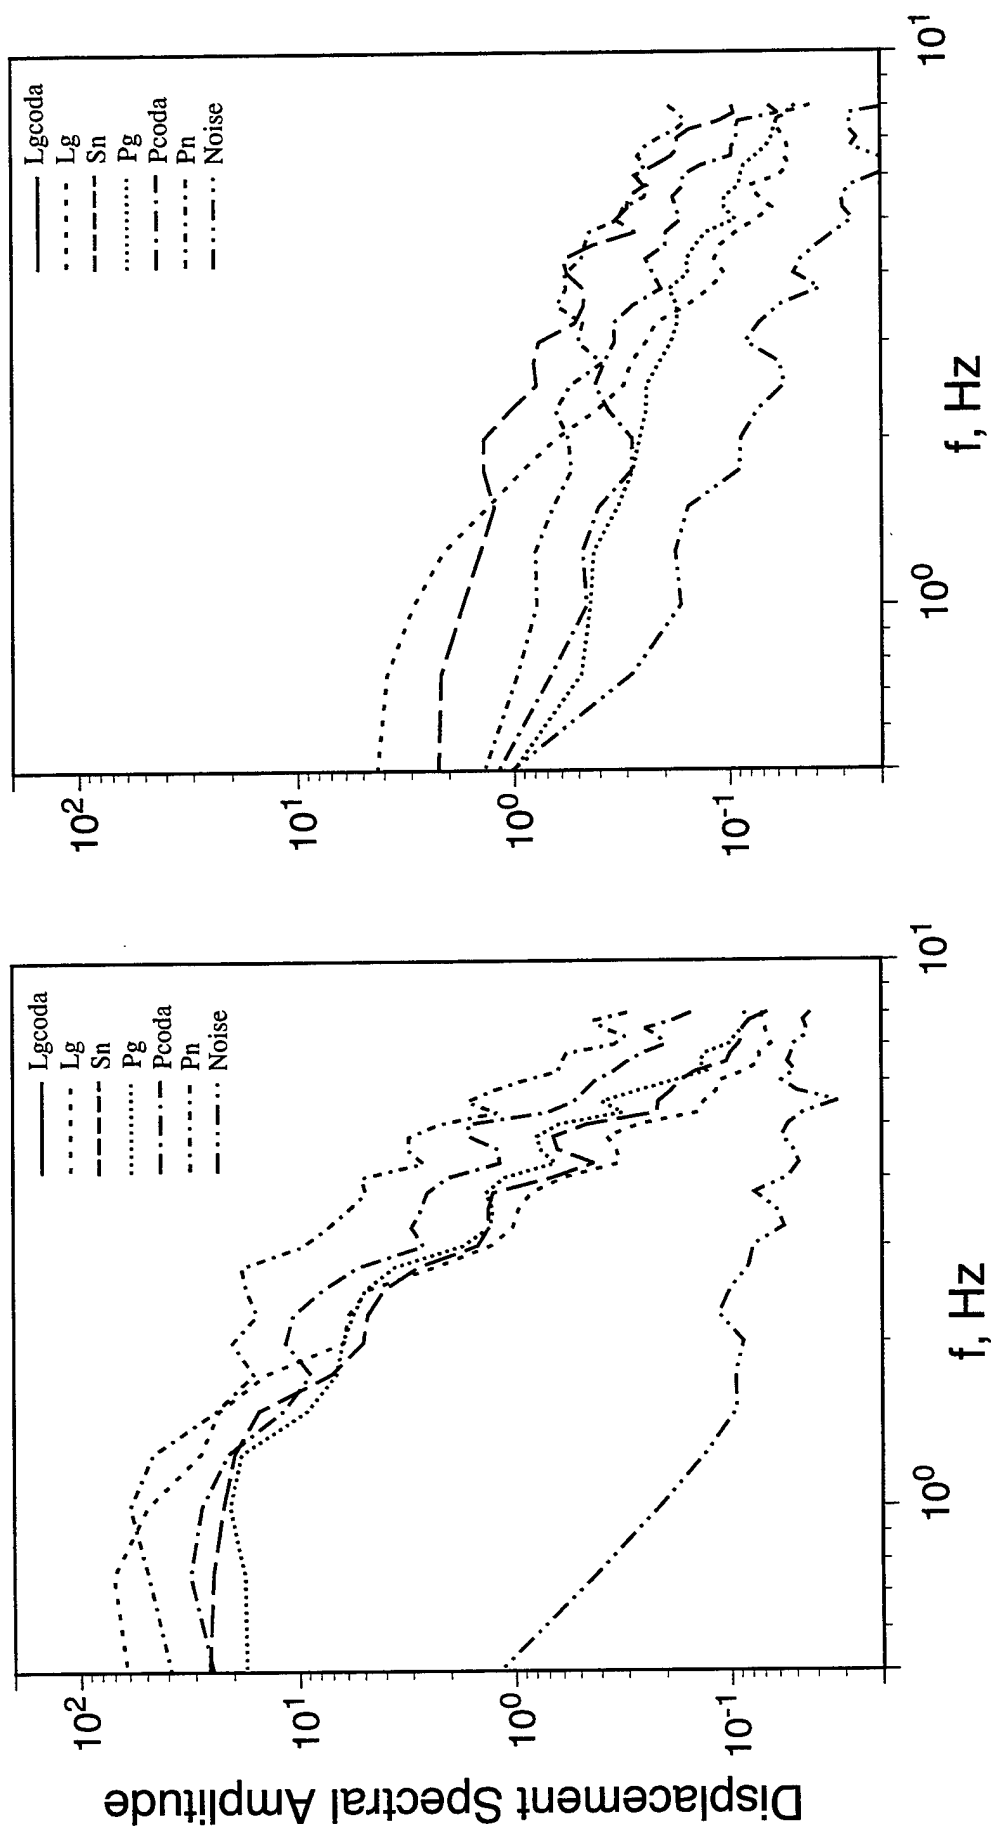 Displacement Spectral Amplitude
10²
10¹
10⁰
10⁻¹
10⁰
10¹
f, Hz
Lgcoda
Lg
Sn
Pg
Pcoda
Pn
Noise
10²
10¹
10⁰
10⁻¹
10⁰
10¹
f, Hz
Lgcoda
Lg
Sn
Pg
Pcoda
Pn
Noise